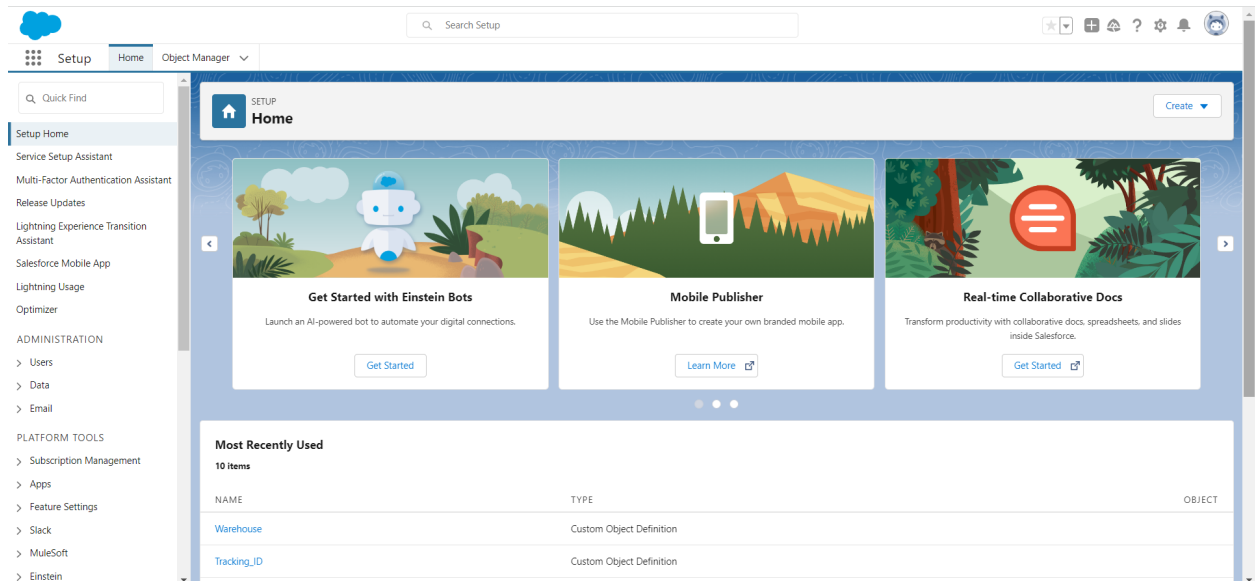 Search Setup
Setup
Home
Object Manager
Quick Find
Setup Home
Service Setup Assistant
Multi-Factor Authentication Assistant
Release Updates
Lightning Experience Transition
Assistant
Salesforce Mobile App
Lightning Usage
Optimizer
ADMINISTRATION
Users
Data
Email
PLATFORM TOOLS
Subscription Management
Apps
Feature Settings
Slack
MuleSoft
Einstein
SETUP
Home
Create
Get Started with Einstein Bots
Launch an AI-powered bot to automate your digital connections.
Get Started
Mobile Publisher
Use the Mobile Publisher to create your own branded mobile app.
Learn More
Real-time Collaborative Docs
Transform productivity with collaborative docs, spreadsheets, and slides
inside Salesforce.
Get Started
Most Recently Used
10 items
NAME TYPE OBJECT
Warehouse Custom Object Definition
Tracking_ID Custom Object Definition